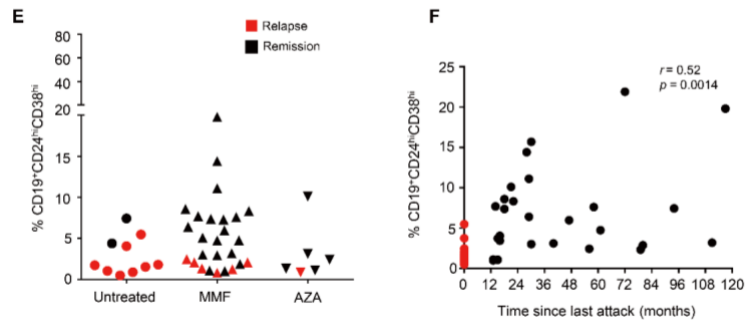 E
Relapse
Remission
% CD19⁺CD24ʰⁱCD38ʰⁱ
80
60
40
20
15
10
5
0
Untreated
MMF
AZA
F
r = 0.52
p = 0.0014
% CD19⁺CD24ʰⁱCD38ʰⁱ
25
20
15
10
5
0
0 12 24 36 48 60 72 84 96 108 120
Time since last attack (months)